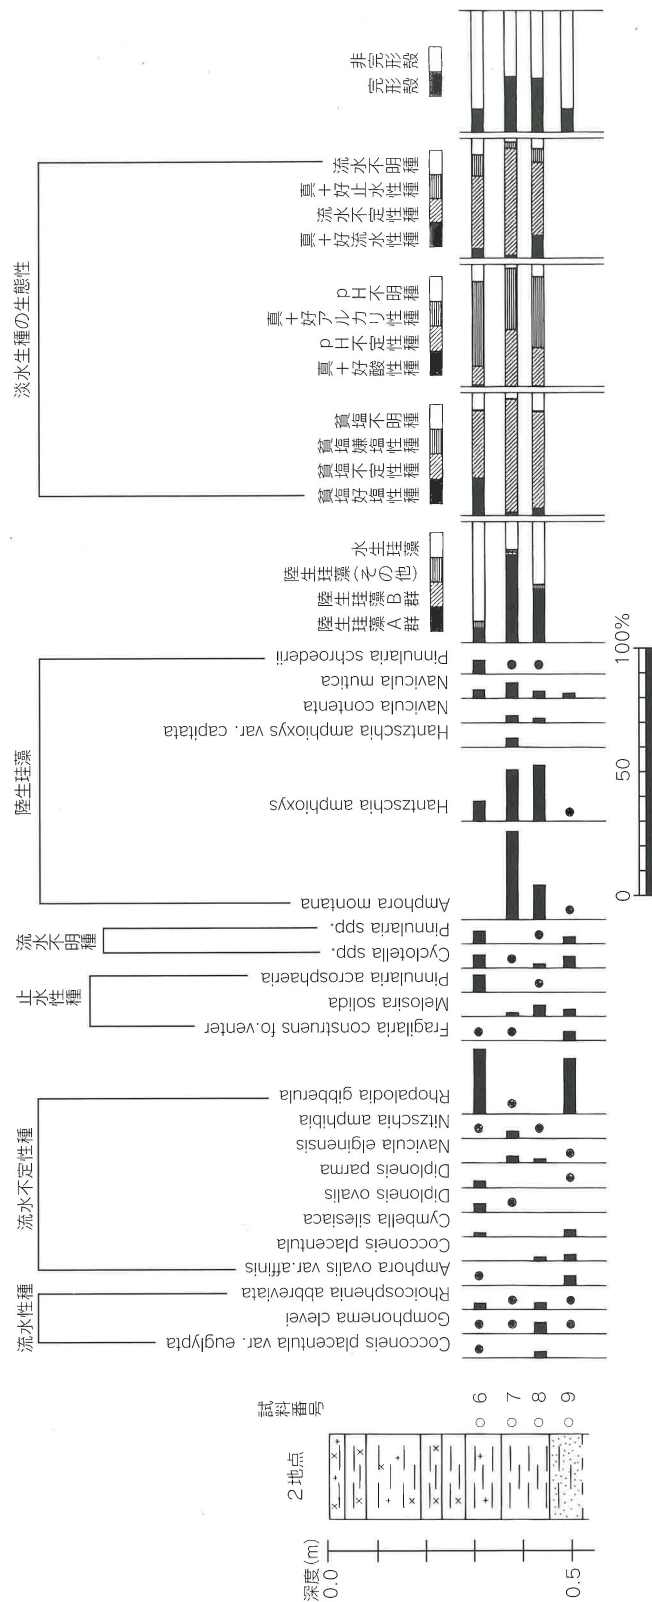 深度(m)
0.0
0.5
2地点
試料番号
6
7
8
9
流水性種
Cocconeis placentula var. euglypta
Gomphonema clevei
Rhoicosphenia abbreviata
流水不定性種
Amphora ovalis var.affinis
Cocconeis placentula
Cymbella silesiaca
Diploneis ovalis
Diploneis parma
Navicula elginensis
Nitzschia amphibia
Rhopalodia gibberula
止水性種
Fragilaria construens fo.venter
Melosira solida
Pinnularia acrosphaeria
流水不明種
Cyclotella spp.
Pinnularia spp.
陸生珪藻
Amphora montana
Hantzschia amphioxys
Hantzschia amphioxys var. capitata
Navicula contenta
Navicula mutica
Pinnularia schroederii
陸生珪藻A群
陸生珪藻B群
陸生珪藻(その他)
水生珪藻
淡水生種の生態性
貧塩好塩性種
貧塩不定性種
貧塩嫌塩性種
貧塩不明種
真+好酸性種
pH不定性種
真+好アルカリ性種
pH不明種
真+好流水性種
流水不定性種
真+好止水性種
流水不明種
完形殻
非完形殻
0
50
100%